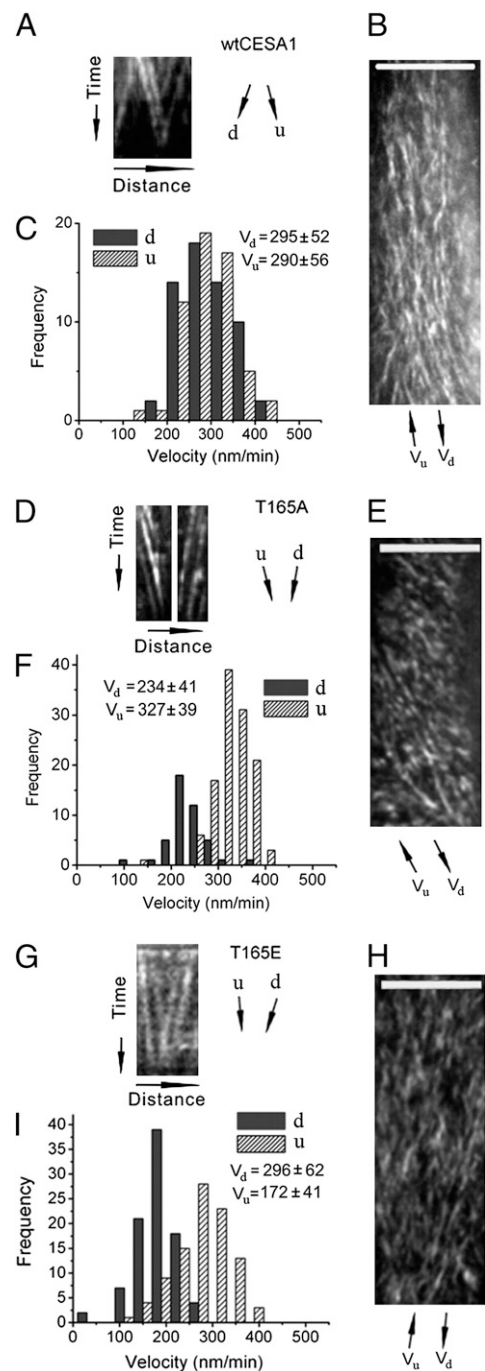 A
wtCESA1
Time
d
u
Distance
B
V_u V_d
C
d
u
V_d=295±52
V_u=290±56
Frequency
20
10
0
0 100 200 300 400 500
Velocity (nm/min)
D
T165A
Time
u
d
Distance
E
V_u V_d
F
V_d=234±41
V_u=327±39
d
u
Frequency
40
30
20
10
0
0 100 200 300 400 500
Velocity (nm/min)
G
T165E
Time
u
d
Distance
H
V_u V_d
I
d
u
V_d=296±62
V_u=172±41
Frequency
40
35
30
25
20
15
10
5
0
0 100 200 300 400 500
Velocity (nm/min)